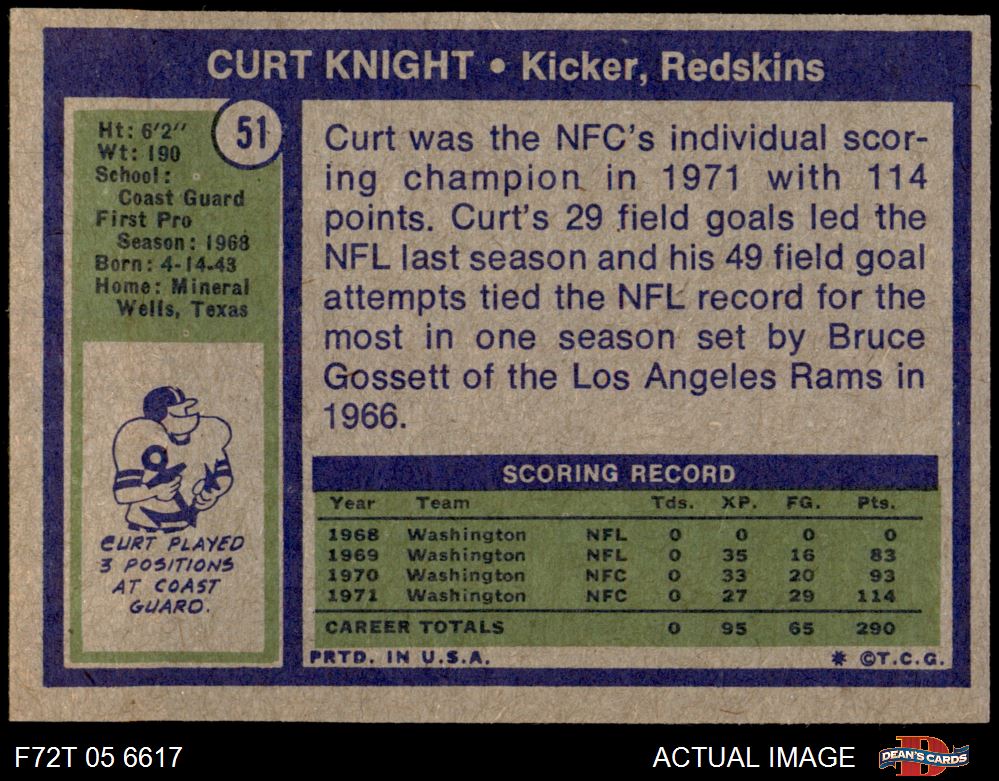 CURT KNIGHT • Kicker, Redskins
51
Ht: 6'2"
Wt: 190
School:
Coast Guard
First Pro
Season: 1968
Born: 4-14-43
Home: Mineral
Wells, Texas
CURT PLAYED
3 POSITIONS
AT COAST
GUARD.
Curt was the NFC's individual scor-
ing champion in 1971 with 114
points. Curt's 29 field goals led the
NFL last season and his 49 field goal
attempts tied the NFL record for the
most in one season set by Bruce
Gossett of the Los Angeles Rams in
1966.
SCORING RECORD
Year Team Tds. XP. FG. Pts.
1968 Washington NFL 0 0 0 0
1969 Washington NFL 0 35 16 83
1970 Washington NFC 0 33 20 93
1971 Washington NFC 0 27 29 114
CAREER TOTALS 0 95 65 290
PRTD. IN U.S.A. * ©T.C.G.
F72T 05 6617 ACTUAL IMAGE DEAN'S CARDS